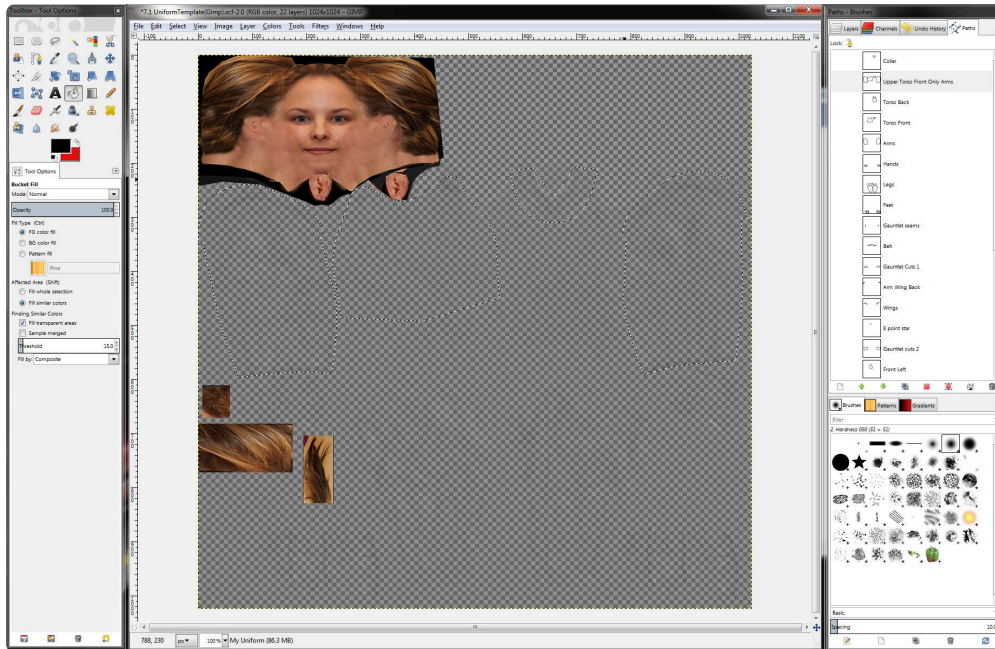 Toolbox - Tool Options
*7.1 UniformTemplate(Gimp).xcf-2.0 (RGB color, 22 layers) 1024x1024 – GIMP
Paths - Brushes
File Edit Select View Image Layer Colors Tools Filters Windows Help
Layers Channels Undo History Paths
Lock:
Collar
Upper Torso Front Only Arms
Torso Back
Torso Front
Arms
Hands
Legs
Feet
Gauntlet seams
Belt
Gauntlet Cuts 1
Arm Wing Back
Wings
8 point star
Gauntlet cuts 2
Front Left
Tool Options
Bucket Fill
Mode: Normal
Opacity 100.0
Fill Type (Ctrl)
FG color fill
BG color fill
Pattern fill
Pine
Affected Area (Shift)
Fill whole selection
Fill similar colors
Finding Similar Colors
Fill transparent areas
Sample merged
Threshold 15.0
Fill by: Composite
Brushes Patterns Gradients
filter
2. Hardness 050 (51 × 51)
Basic,
Spacing 10.0
788, 230 px 100 % My Uniform (86.3 MB)